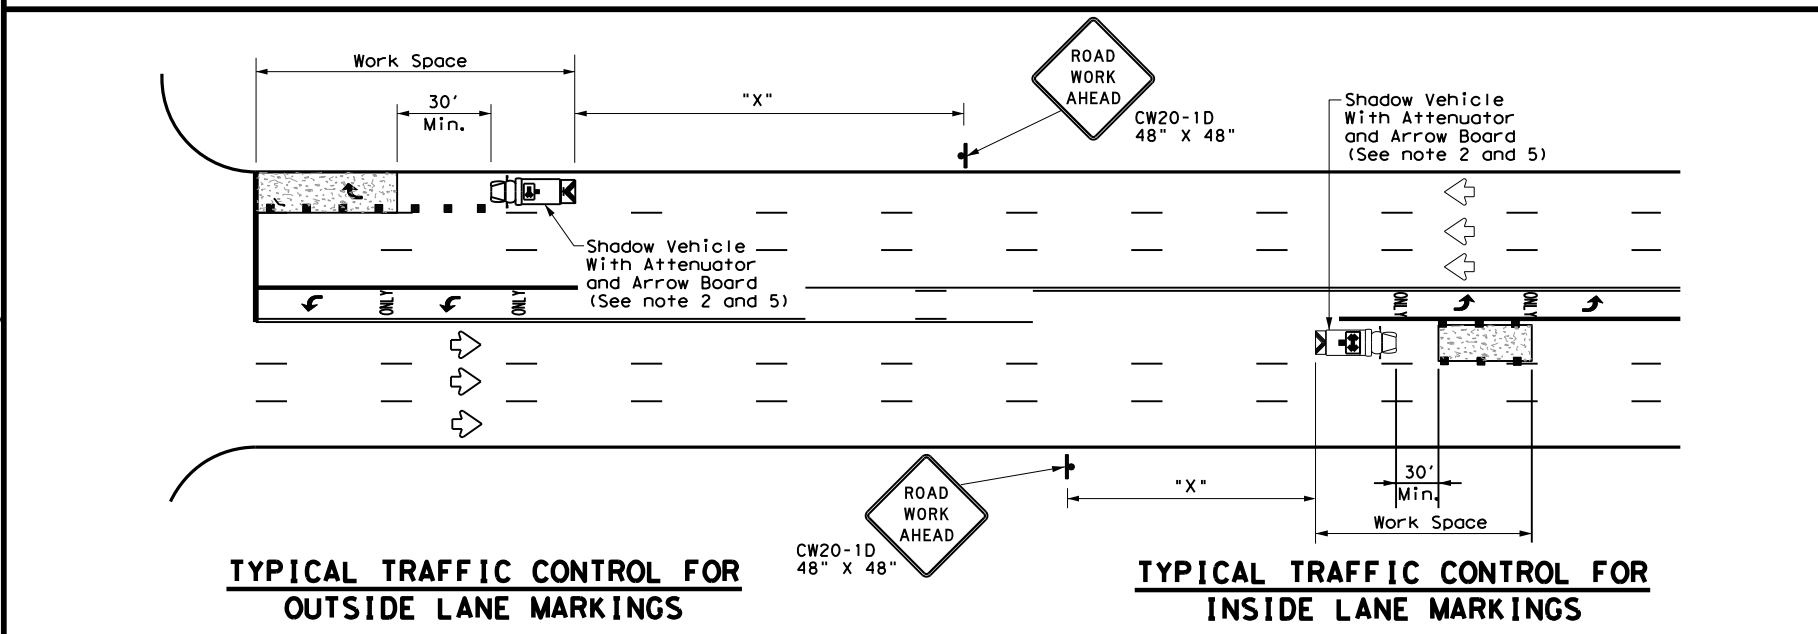 Work Space
30'
Min.
"X"
ROAD
WORK
AHEAD
CW20-1D
48" X 48"
Shadow Vehicle
With Attenuator
and Arrow Board
(See note 2 and 5)
Shadow Vehicle
With Attenuator
and Arrow Board
(See note 2 and 5)
ONLY
ONLY
ONLY
ONLY
ROAD
WORK
AHEAD
CW20-1D
48" X 48"
"X"
30'
Min.
Work Space
TYPICAL TRAFFIC CONTROL FOR
OUTSIDE LANE MARKINGS
TYPICAL TRAFFIC CONTROL FOR
INSIDE LANE MARKINGS